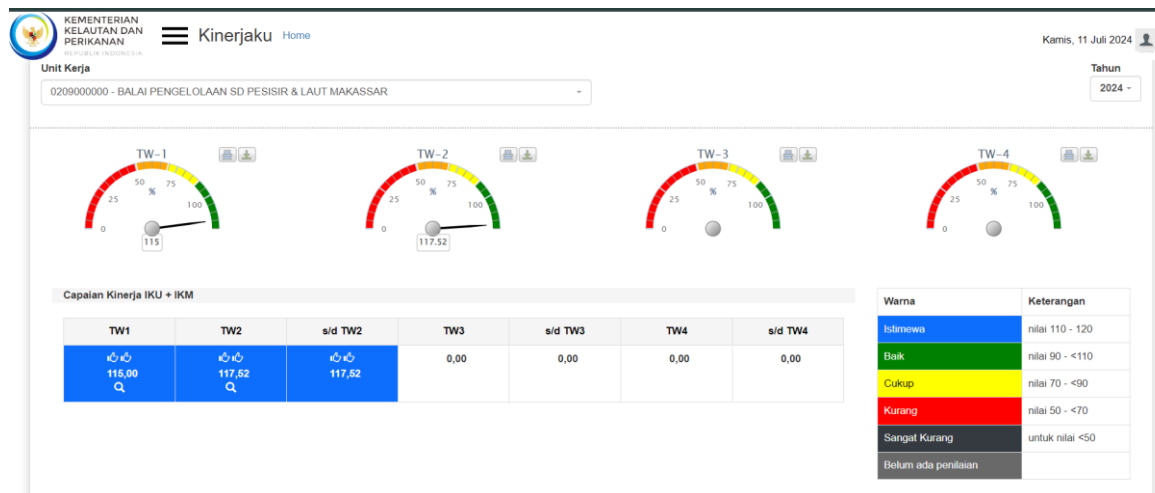 KEMENTERIAN
KELAUTAN DAN
PERIKANAN
REPUBLIK INDONESIA
Kinerjaku Home
Kamis, 11 Juli 2024
Unit Kerja
Tahun
0209000000 - BALAI PENGELOLAAN SD PESISIR & LAUT MAKASSAR
2024
TW-1
0 25 50 75 100
%
115
TW-2
0 25 50 75 100
%
117.52
TW-3
0 25 50 75 100
%
TW-4
0 25 50 75 100
%
Capaian Kinerja IKU + IKM
TW1 TW2 s/d TW2 TW3 s/d TW3 TW4 s/d TW4
115,00 117,52 117,52 0,00 0,00 0,00 0,00
Warna Keterangan
Istimewa nilai 110 - 120
Baik nilai 90 - <110
Cukup nilai 70 - <90
Kurang nilai 50 - <70
Sangat Kurang untuk nilai <50
Belum ada penilaian